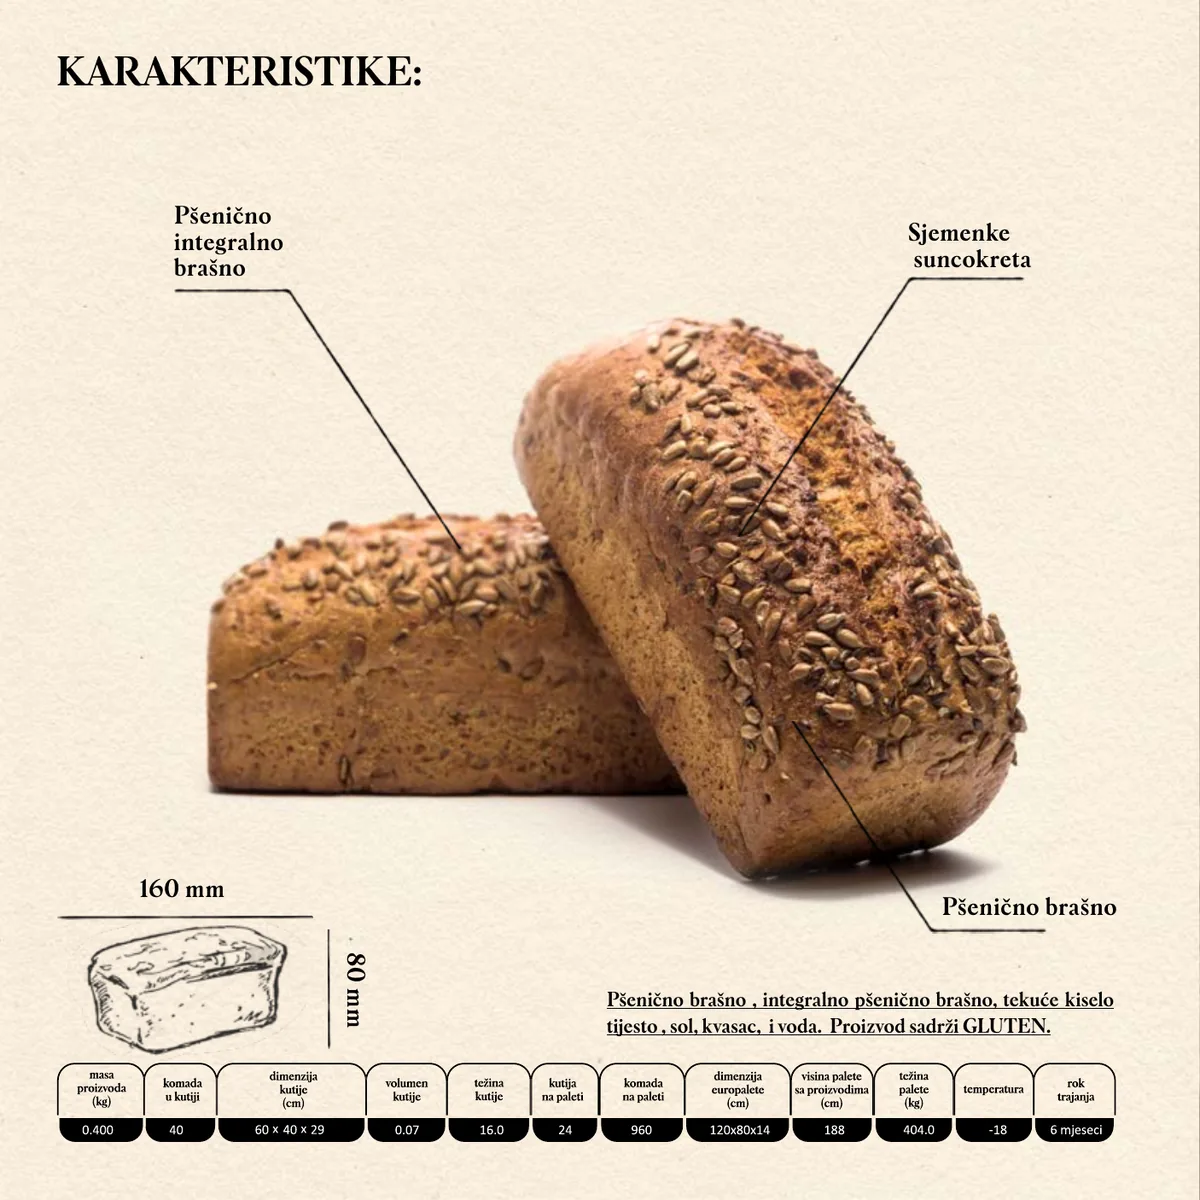 KARAKTERISTIKE:
Pšenično
integralno
brašno
Sjemenke
suncokreta
160 mm
80 mm
Pšenično brašno
Pšenično brašno , integralno pšenično brašno, tekuće kiselo
tijesto , sol, kvasac, i voda. Proizvod sadrži GLUTEN.
masa
proizvoda
(kg)
0.400
komada
u kutiji
40
dimenzija
kutije
(cm)
60 x 40 x 29
volumen
kutije
0.07
težina
kutije
16.0
kutija
na paleti
24
komada
na paleti
960
dimenzija
europalete
(cm)
120x80x14
visina palete
sa proizvodima
(cm)
188
težina
palete
(kg)
404.0
temperatura
-18
rok
trajanja
6 mjeseci